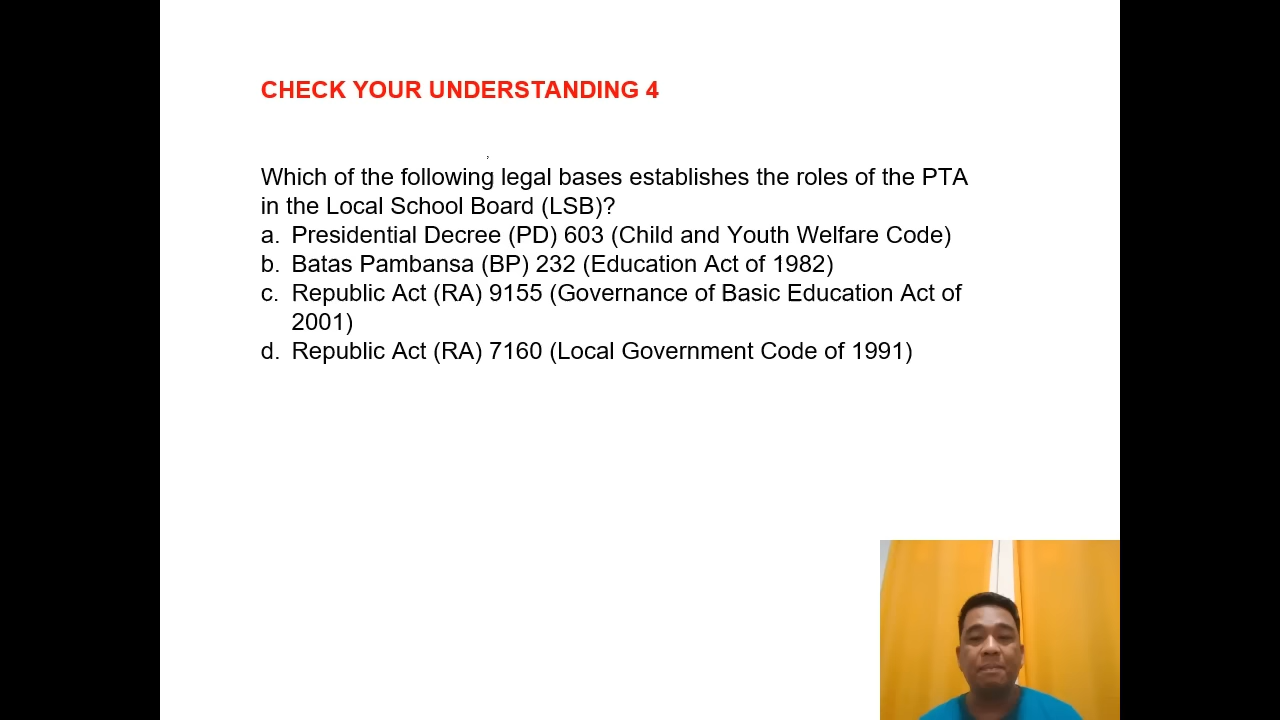 CHECK YOUR UNDERSTANDING 4
Which of the following legal bases establishes the roles of the PTA
in the Local School Board (LSB)?
a. Presidential Decree (PD) 603 (Child and Youth Welfare Code)
b. Batas Pambansa (BP) 232 (Education Act of 1982)
c. Republic Act (RA) 9155 (Governance of Basic Education Act of
2001)
d. Republic Act (RA) 7160 (Local Government Code of 1991)